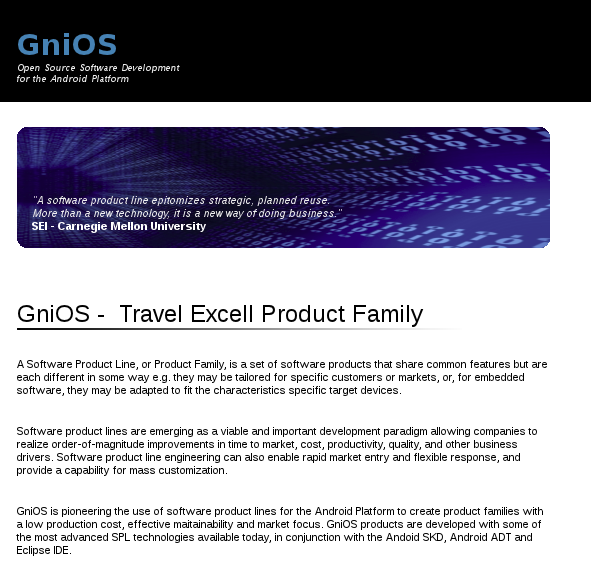 GniOS
Open Source Software Development
for the Android Platform
"A software product line epitomizes strategic, planned reuse.
More than a new technology, it is a new way of doing business."
SEI - Carnegie Mellon University
GniOS -  Travel Excell Product Family
A Software Product Line, or Product Family, is a set of software products that share common features but are
each different in some way e.g. they may be tailored for specific customers or markets, or, for embedded
software, they may be adapted to fit the characteristics specific target devices.
Software product lines are emerging as a viable and important development paradigm allowing companies to
realize order-of-magnitude improvements in time to market, cost, productivity, quality, and other business
drivers. Software product line engineering can also enable rapid market entry and flexible response, and
provide a capability for mass customization.
GniOS is pioneering the use of software product lines for the Android Platform to create product families with
a low production cost, effective maitainability and market focus. GniOS products are developed with some of
the most advanced SPL technologies available today, in conjunction with the Andoid SKD, Android ADT and
Eclipse IDE.